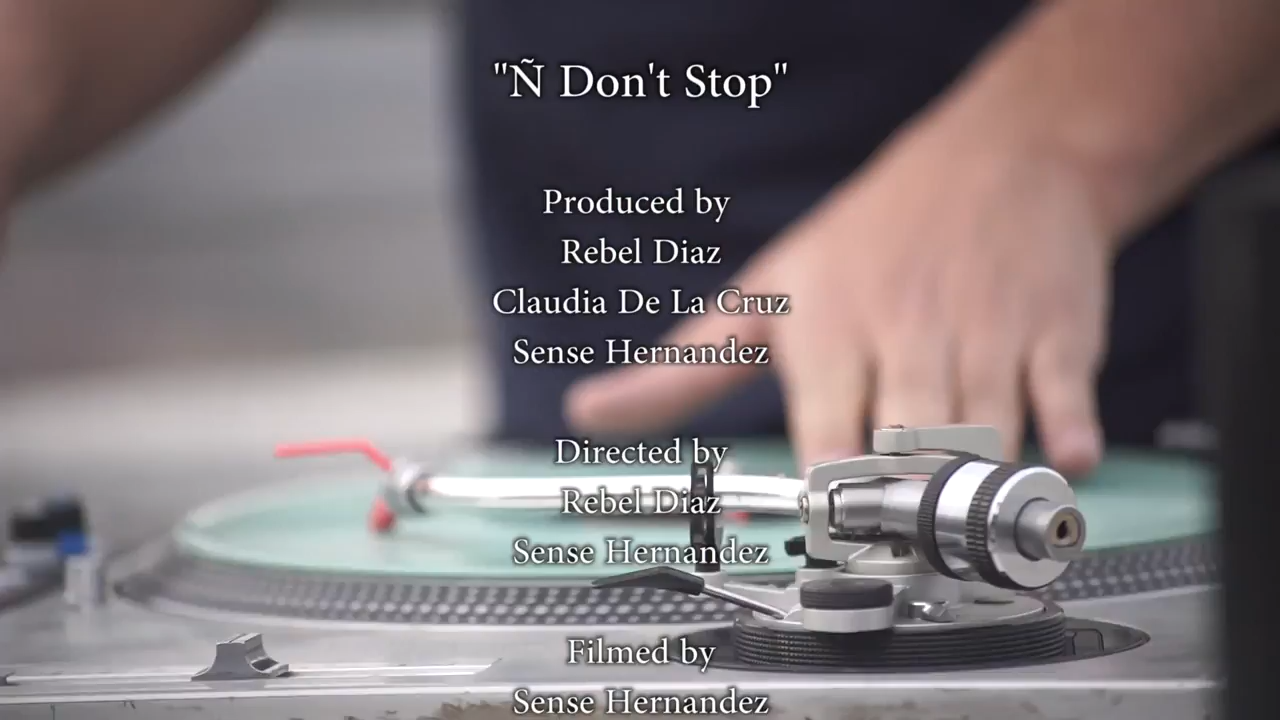 "Ñ Don't Stop"
Produced by
Rebel Diaz
Claudia De La Cruz
Sense Hernandez
Directed by
Rebel Diaz
Sense Hernandez
Filmed by
Sense Hernandez